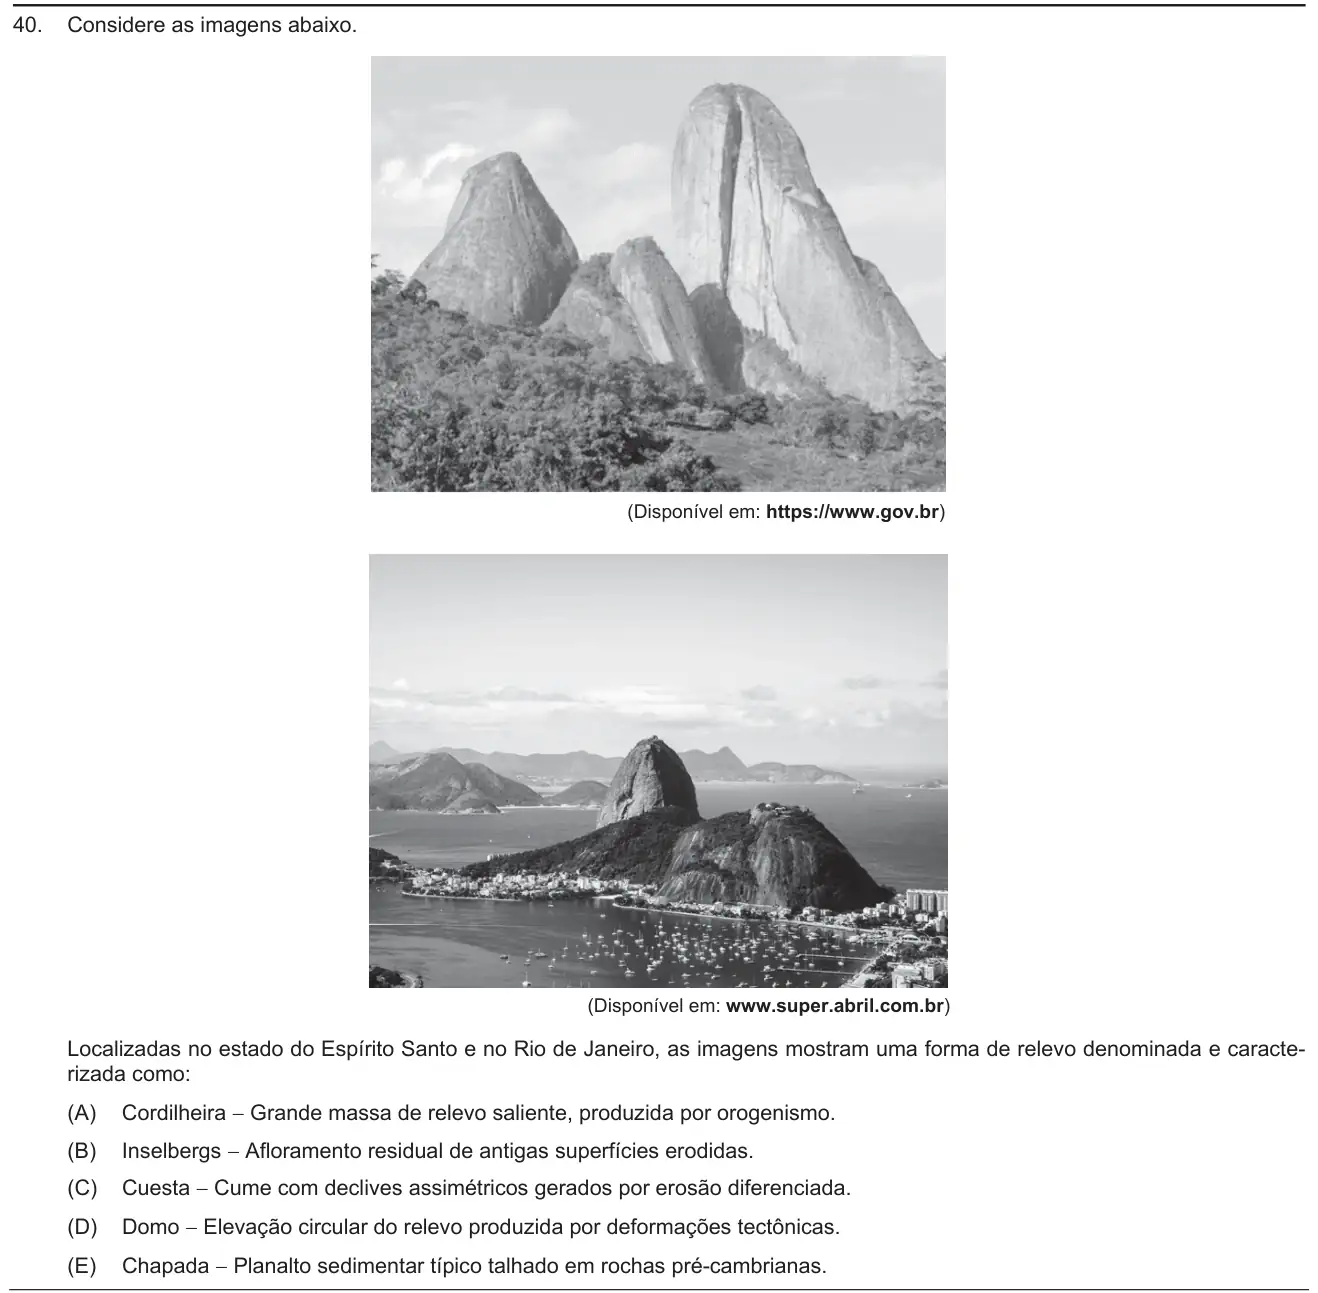 40. Considere as imagens abaixo.
(Disponível em: https://www.gov.br)
(Disponível em: www.super.abril.com.br)
Localizadas no estado do Espírito Santo e no Rio de Janeiro, as imagens mostram uma forma de relevo denominada e caracte-
rizada como:
(A) Cordilheira – Grande massa de relevo saliente, produzida por orogenismo.
(B) Inselbergs – Afloramento residual de antigas superfícies erodidas.
(C) Cuesta – Cume com declives assimétricos gerados por erosão diferenciada.
(D) Domo – Elevação circular do relevo produzida por deformações tectônicas.
(E) Chapada – Planalto sedimentar típico talhado em rochas pré-cambrianas.